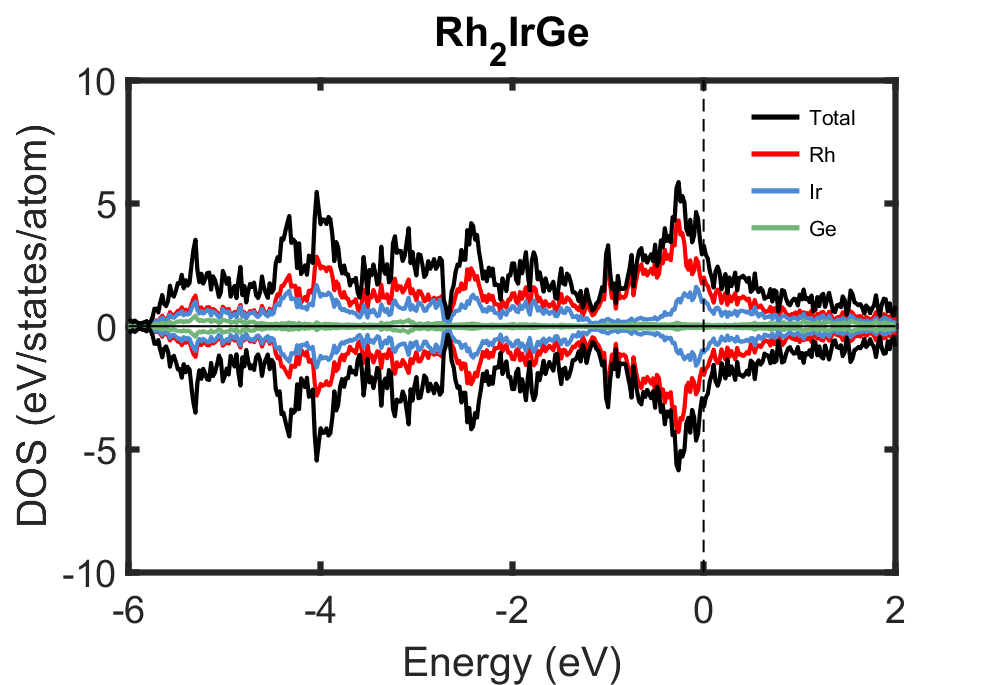 Rh2IrGe
DOS (eV/states/atom)
10
5
0
-5
-10
-6
-4
-2
0
2
Energy (eV)
Total
Rh
Ir
Ge